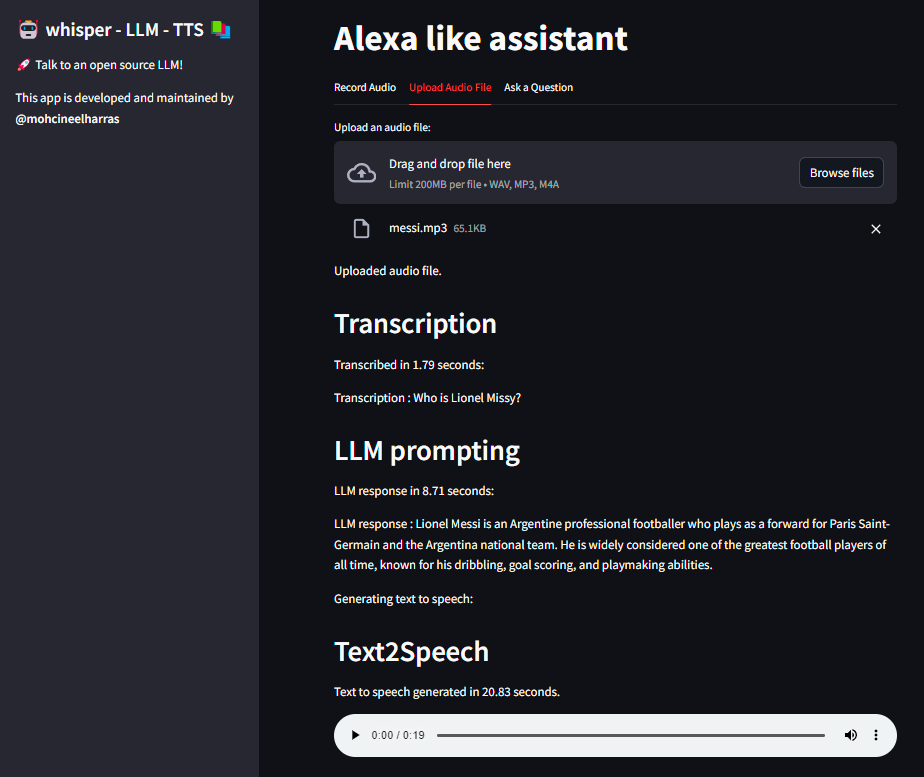 whisper - LLM - TTS
Talk to an open source LLM!
This app is developed and maintained by
@mohcineelharras
Alexa like assistant
Record Audio
Upload Audio File
Ask a Question
Upload an audio file:
Drag and drop file here
Limit 200MB per file • WAV, MP3, M4A
Browse files
messi.mp3 65.1KB
Uploaded audio file.
Transcription
Transcribed in 1.79 seconds:
Transcription : Who is Lionel Missy?
LLM prompting
LLM response in 8.71 seconds:
LLM response : Lionel Messi is an Argentine professional footballer who plays as a forward for Paris Saint-
Germain and the Argentina national team. He is widely considered one of the greatest football players of
all time, known for his dribbling, goal scoring, and playmaking abilities.
Generating text to speech:
Text2Speech
Text to speech generated in 20.83 seconds.
0:00 / 0:19